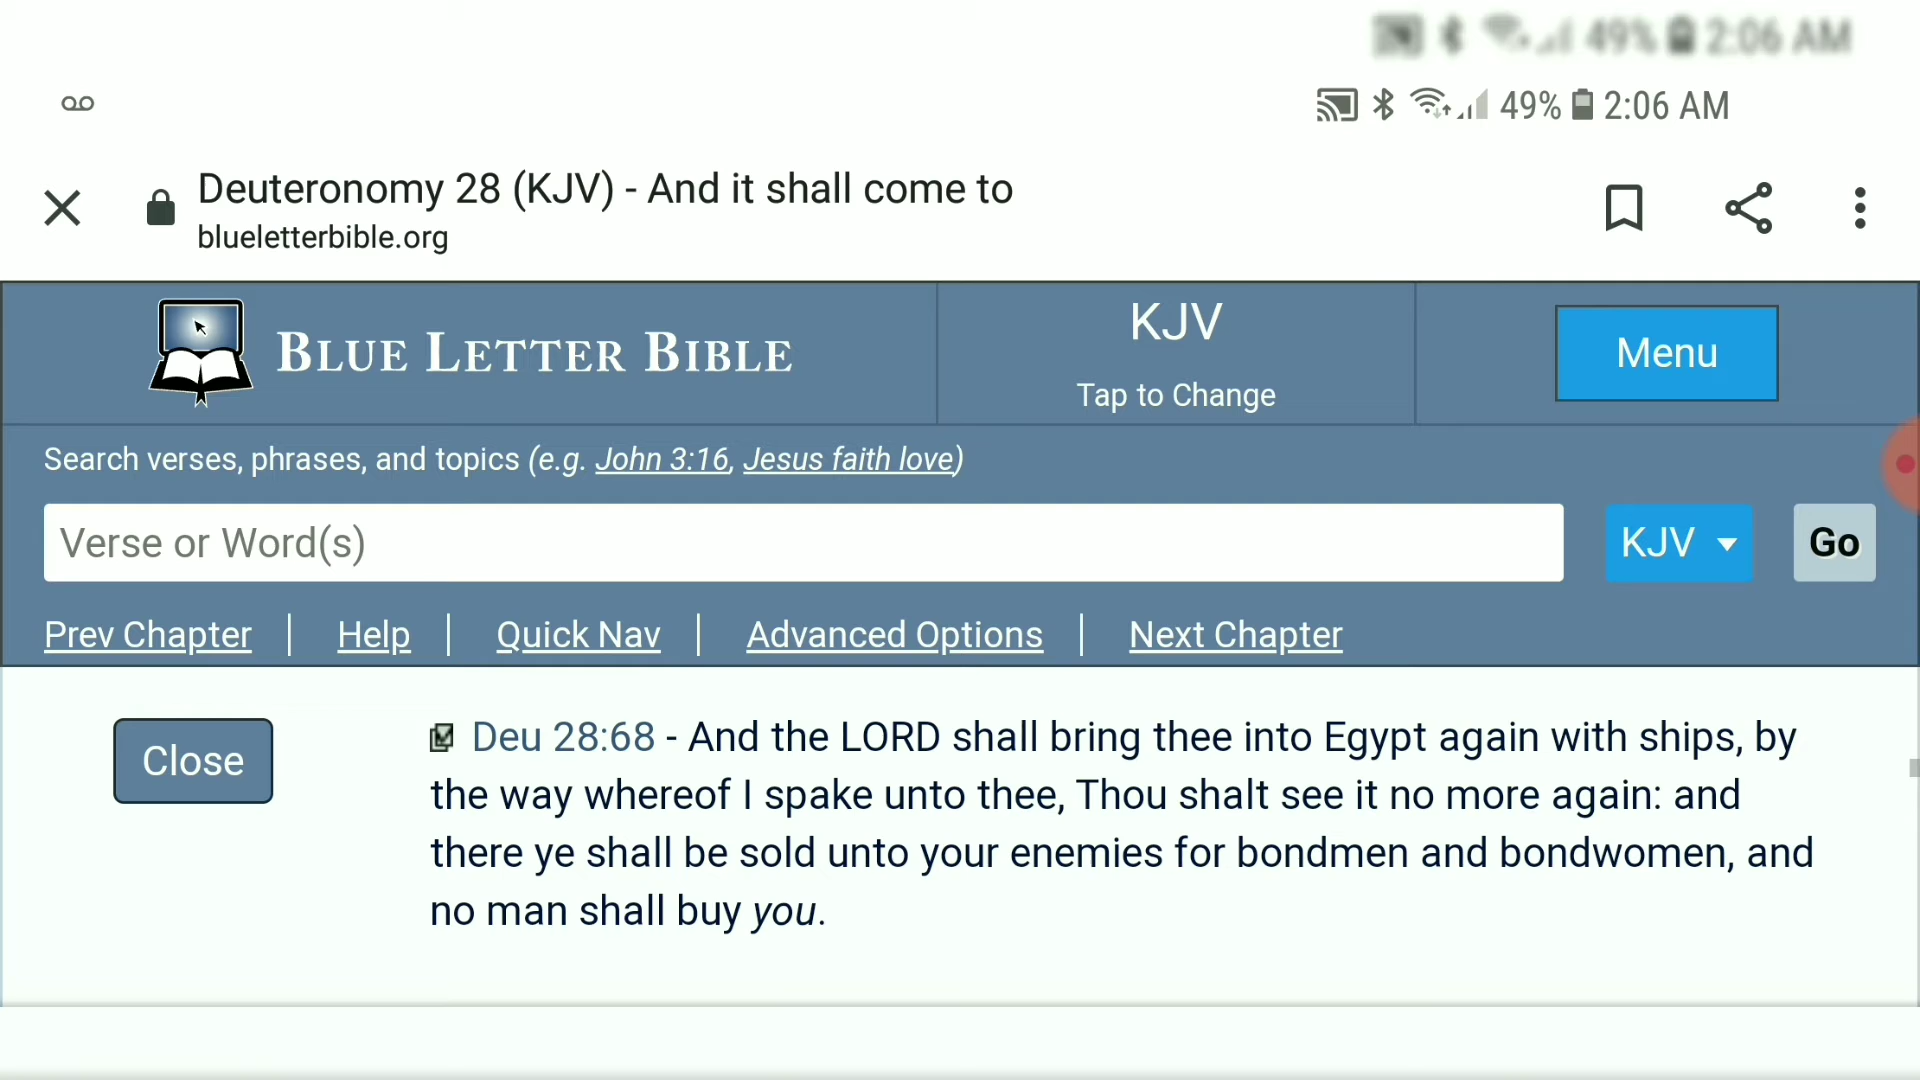 49% 2:06 AM
49% 2:06 AM
Deuteronomy 28 (KJV) - And it shall come to
blueletterbible.org
BLUE LETTER BIBLE
KJV
Tap to Change
Menu
Search verses, phrases, and topics (e.g. John 3:16, Jesus faith love)
Verse or Word(s)
KJV
Go
Prev Chapter | Help | Quick Nav | Advanced Options | Next Chapter
Close
Deu 28:68 - And the LORD shall bring thee into Egypt again with ships, by
the way whereof I spake unto thee, Thou shalt see it no more again: and
there ye shall be sold unto your enemies for bondmen and bondwomen, and
no man shall buy you.